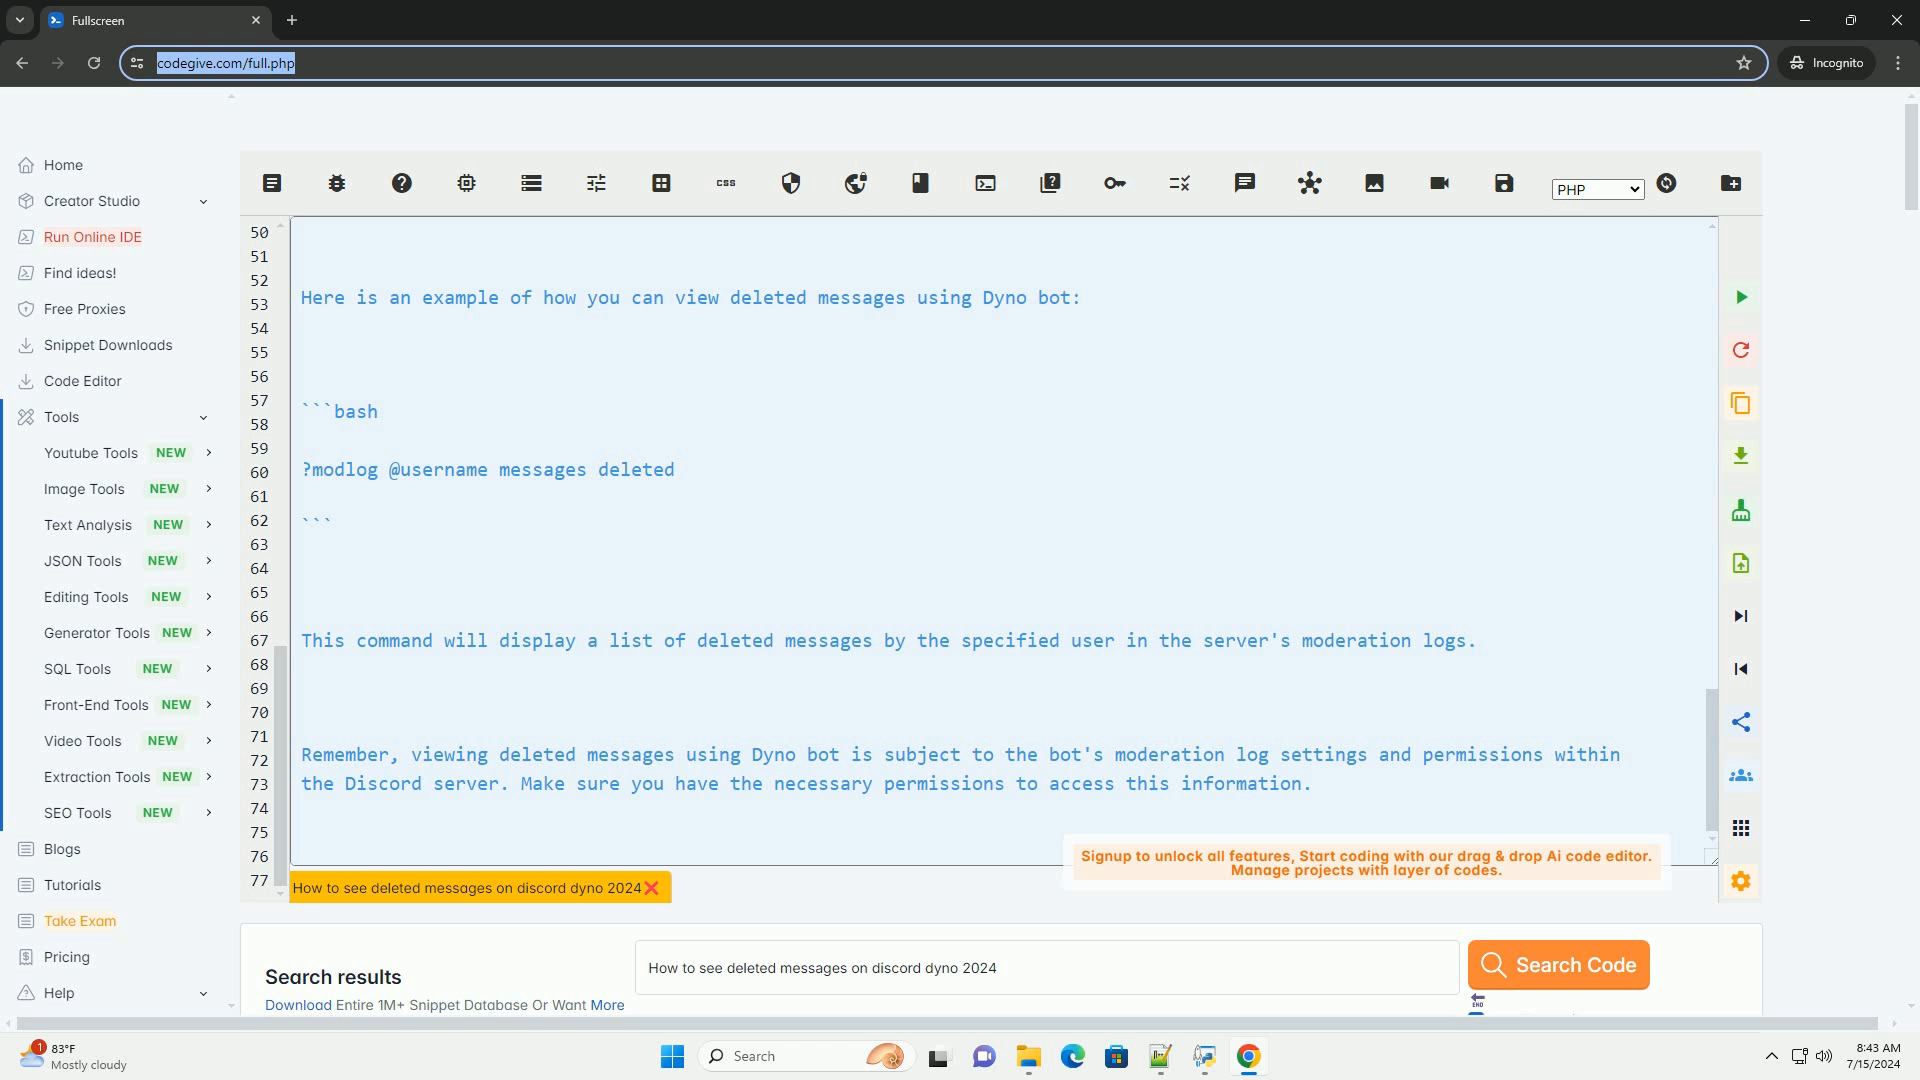 Fullscreen
codegive.com/full.php
Incognito
Home
Creator Studio
Run Online IDE
Find ideas!
Free Proxies
Snippet Downloads
Code Editor
Tools
Youtube Tools NEW
Image Tools NEW
Text Analysis NEW
JSON Tools NEW
Editing Tools NEW
Generator Tools NEW
SQL Tools NEW
Front-End Tools NEW
Video Tools NEW
Extraction Tools NEW
SEO Tools NEW
Blogs
Tutorials
Take Exam
Pricing
Help
css
PHP
50
51
52
53
54
55
56
57
58
59
60
61
62
63
64
65
66
67
68
69
70
71
72
73
74
75
76
77
Here is an example of how you can view deleted messages using Dyno bot:
```bash
?modlog @username messages deleted
```
This command will display a list of deleted messages by the specified user in the server's moderation logs.
Remember, viewing deleted messages using Dyno bot is subject to the bot's moderation log settings and permissions within
the Discord server. Make sure you have the necessary permissions to access this information.
Signup to unlock all features, Start coding with our drag & drop Ai code editor.
Manage projects with layer of codes.
How to see deleted messages on discord dyno 2024❌
Search results
Download Entire 1M+ Snippet Database Or Want More
How to see deleted messages on discord dyno 2024
Search Code
END
1
83°F
Mostly cloudy
Search
8:43 AM
7/15/2024